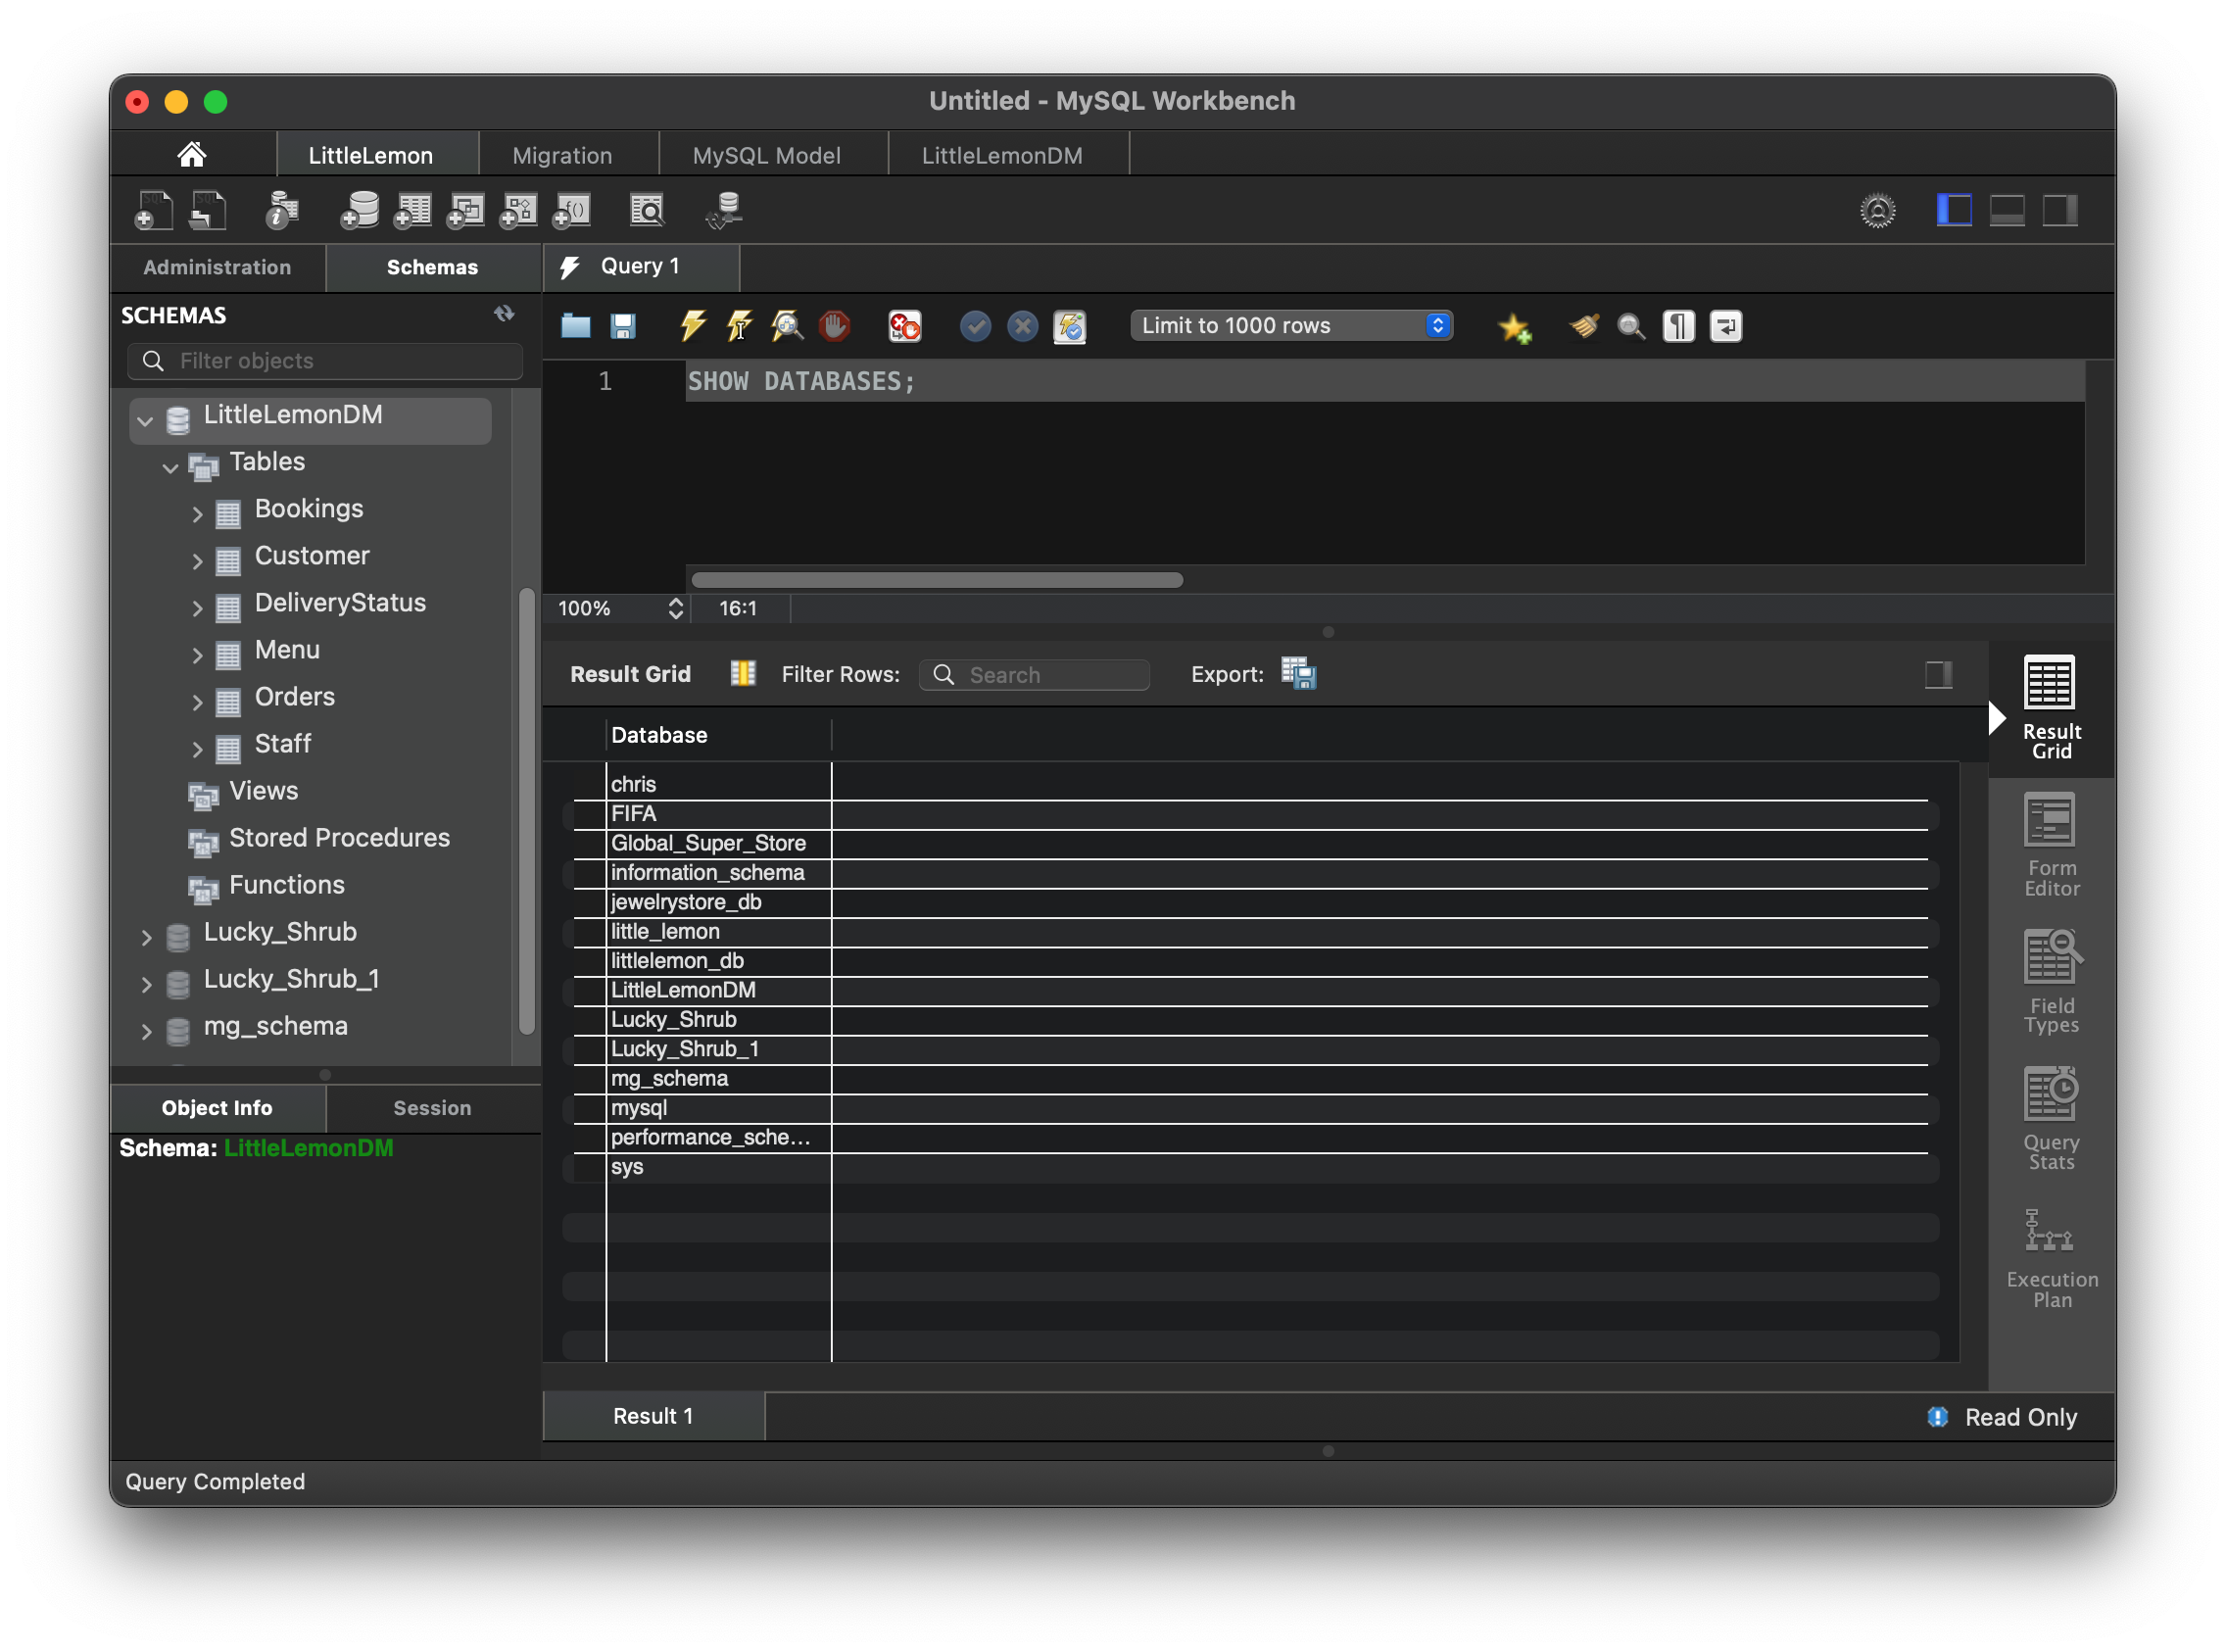 Untitled - MySQL Workbench
LittleLemon
Migration
MySQL Model
LittleLemonDM
Administration
Schemas
Query 1
SCHEMAS
Filter objects
Limit to 1000 rows
1 SHOW DATABASES;
LittleLemonDM
Tables
Bookings
Customer
DeliveryStatus
Menu
Orders
Staff
Views
Stored Procedures
Functions
Lucky_Shrub
Lucky_Shrub_1
mg_schema
100%
16:1
Result Grid
Filter Rows:
Search
Export:
Database
chris
FIFA
Global_Super_Store
information_schema
jewelrystore_db
little_lemon
littlelemon_db
LittleLemonDM
Lucky_Shrub
Lucky_Shrub_1
mg_schema
mysql
performance_sche...
sys
Result
Grid
Form
Editor
Field
Types
Query
Stats
Execution
Plan
Object Info
Session
Schema: LittleLemonDM
Result 1
Read Only
Query Completed